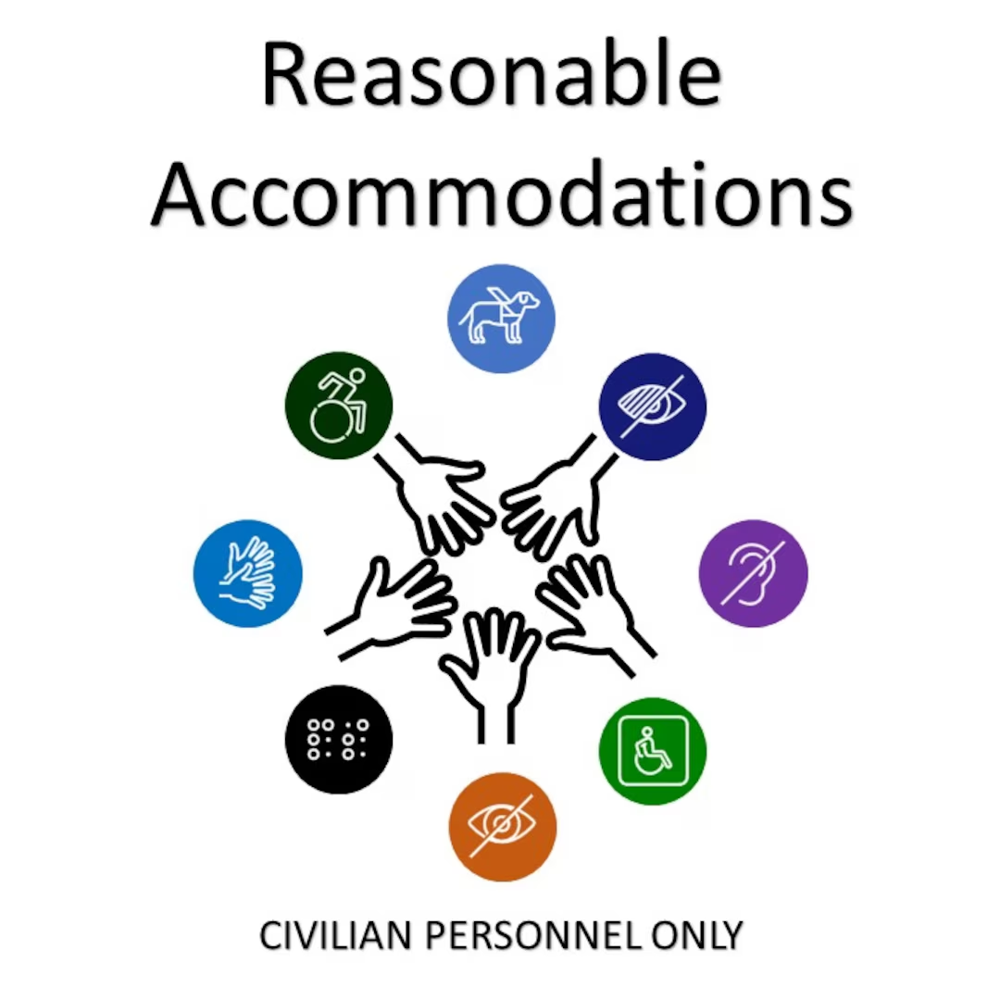 Reasonable
Accommodations
CIVILIAN PERSONNEL ONLY